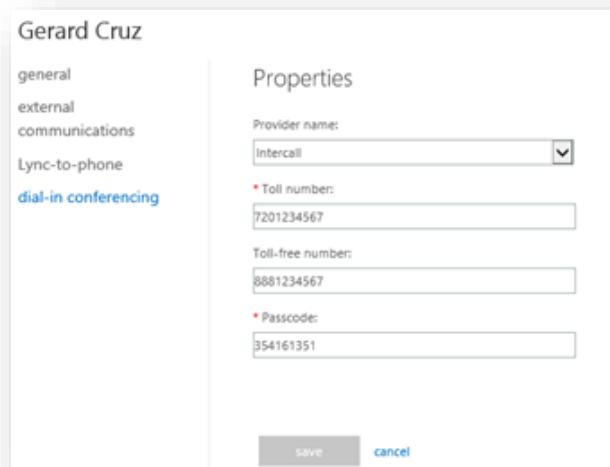 Gerard Cruz
general
external
communications
Lync-to-phone
dial-in conferencing
Properties
Provider name:
Intercall
* Toll number:
7201234567
Toll-free number:
8881234567
* Passcode:
354161351
save cancel